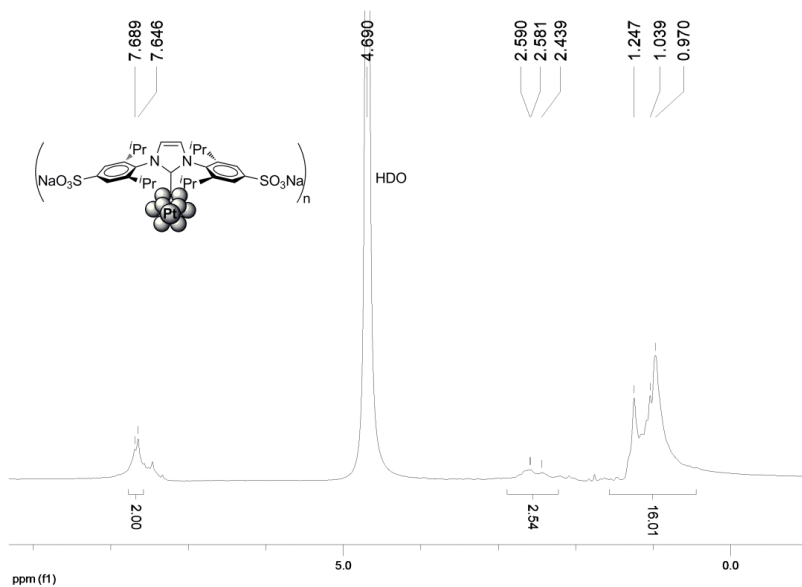 7.689
7.646
4.690
2.590
2.581
2.439
1.247
1.039
0.970
iPr
iPr
N
N
NaO3S
SO3Na
iPr
iPr
n
Pt
HDO
2.00
2.54
16.01
5.0
0.0
ppm (f1)